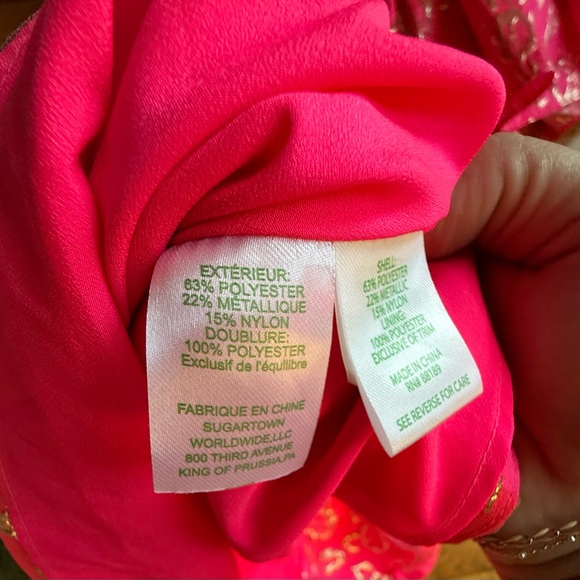 EXTÉRIEUR:
63% POLYESTER
22% MÉTALLIQUE
15% NYLON
DOUBLURE:
100% POLYESTER
Exclusif de l'équilibre
FABRIQUE EN CHINE
SUGARTOWN
WORLDWIDE,LLC
800 THIRD AVENUE
KING OF PRUSSIA,PA
SHELL:
63% POLYESTER
22% METALLIC
15% NYLON
LINING:
100% POLYESTER
EXCLUSIVE OF TRIM
MADE IN CHINA
RN# 88189
SEE REVERSE FOR CARE